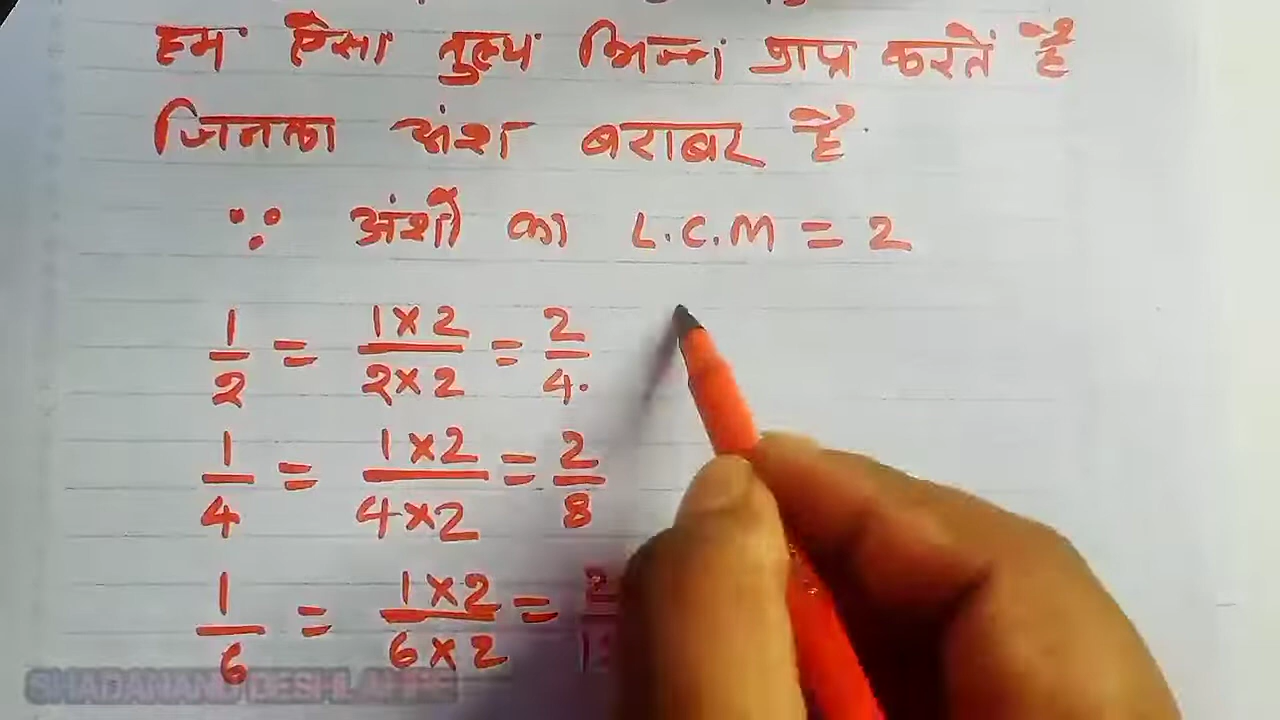 हम ऐसा तुल्य भिन्न प्राप्त करतें है
जिनका अंश बराबर है
∵ अंशों का L.C.M = 2
1/2 = 1×2/2×2 = 2/4.
1/4 = 1×2/4×2 = 2/8
1/6 = 1×2/6×2 =
SHADANAND DESHLAHRE